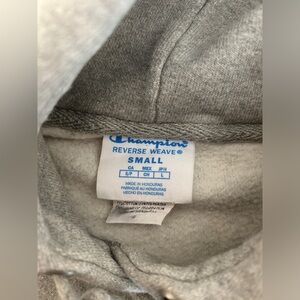 Champion
REVERSE WEAVE®
SMALL
CA MEX JPN
S/P CH L
MADE IN HONDURAS
FABRIQUÉ AU HONDURAS
HECHO EN HONDURAS